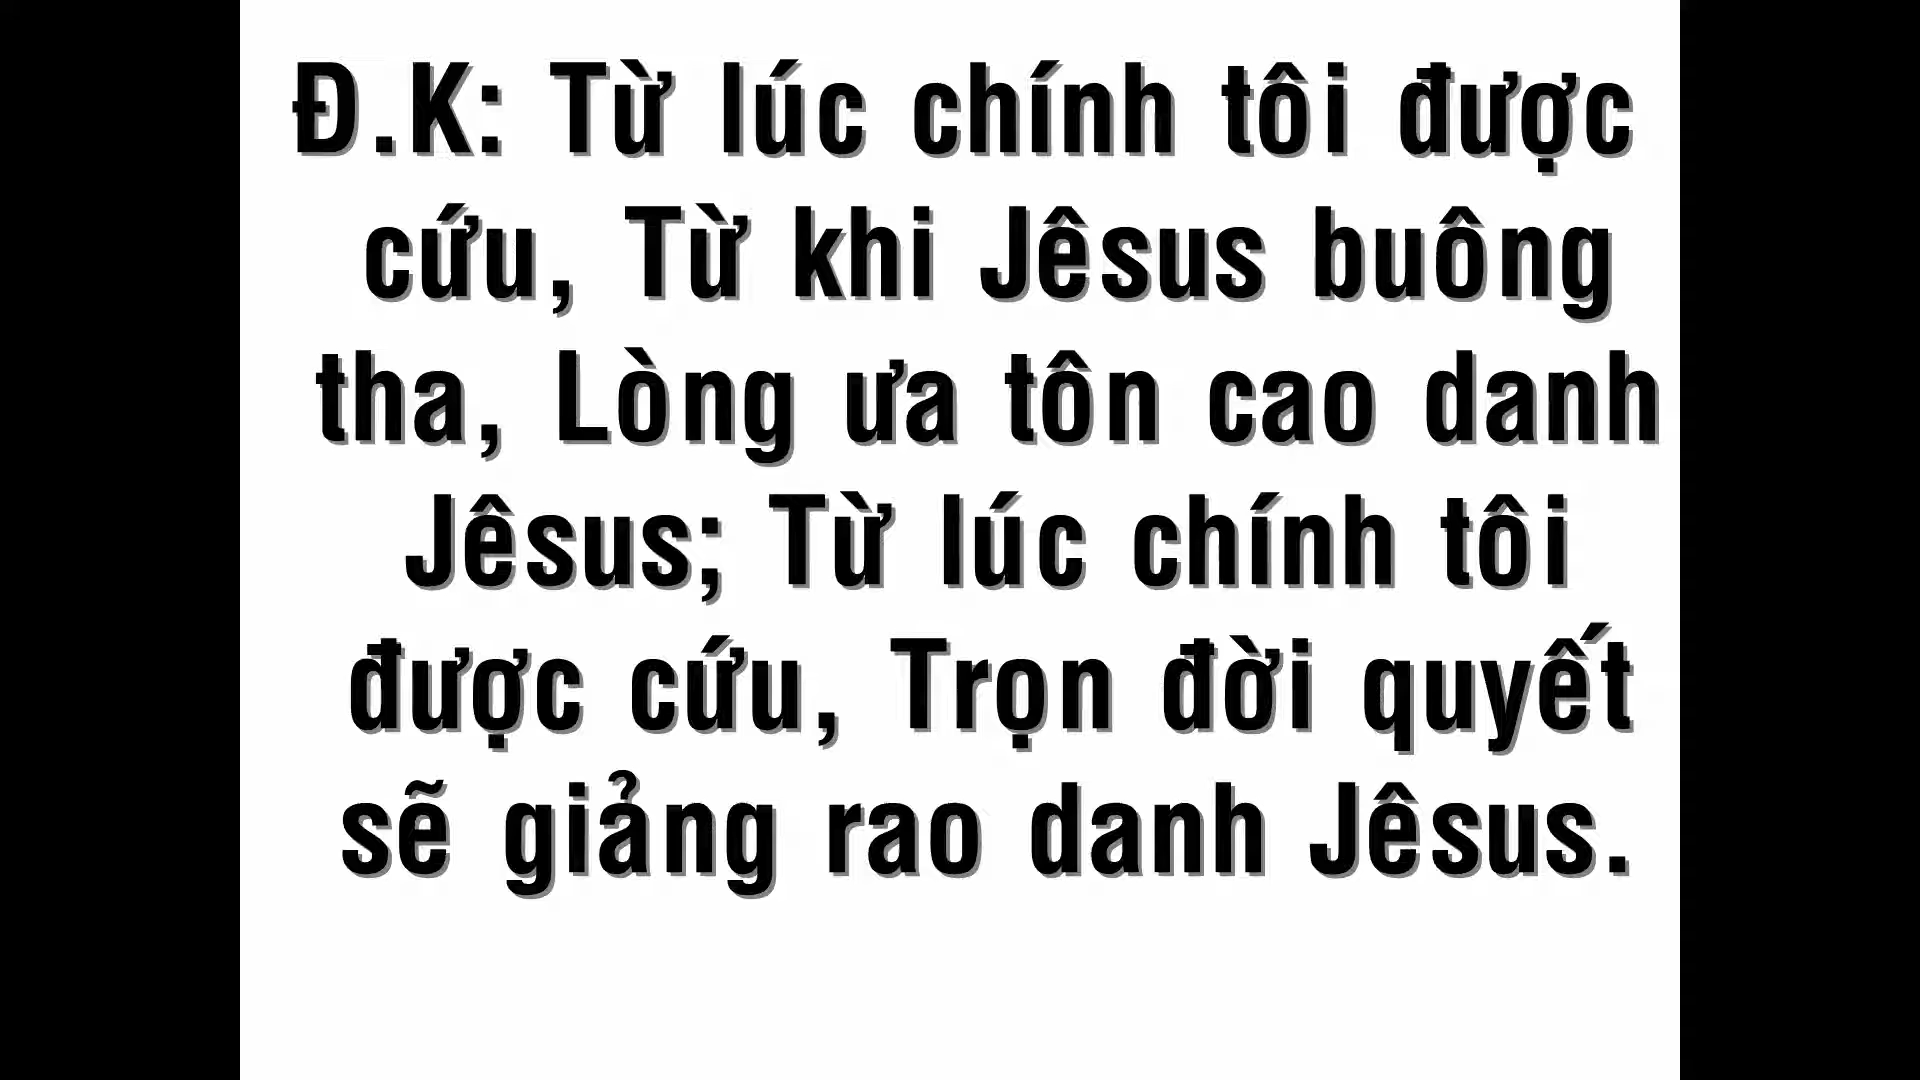 Đ.K: Từ lúc chính tôi được
cứu, Từ khi Jêsus buông
tha, Lòng ưa tôn cao danh
Jêsus; Từ lúc chính tôi
được cứu, Trọn đời quyết
sẽ giảng rao danh Jêsus.